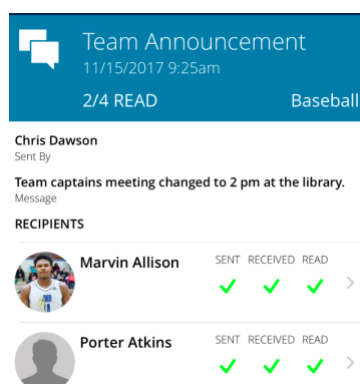 Team Announcement
11/15/2017 9:25am
2/4 READ Baseball
Chris Dawson
Sent By
Team captains meeting changed to 2 pm at the library.
Message
RECIPIENTS
Marvin Allison SENT RECEIVED READ
Porter Atkins SENT RECEIVED READ